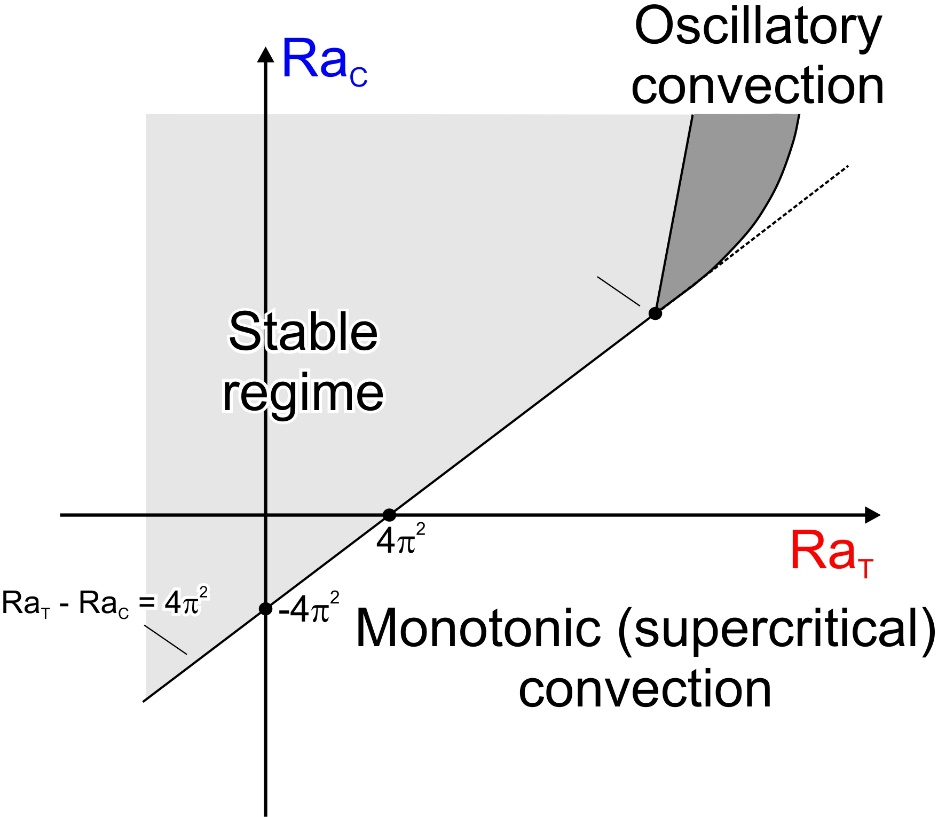 Oscillatory
convection
Ra_C
Stable
regime
4π²
Ra_T
Ra_T - Ra_C = 4π²
-4π²
Monotonic (supercritical)
convection